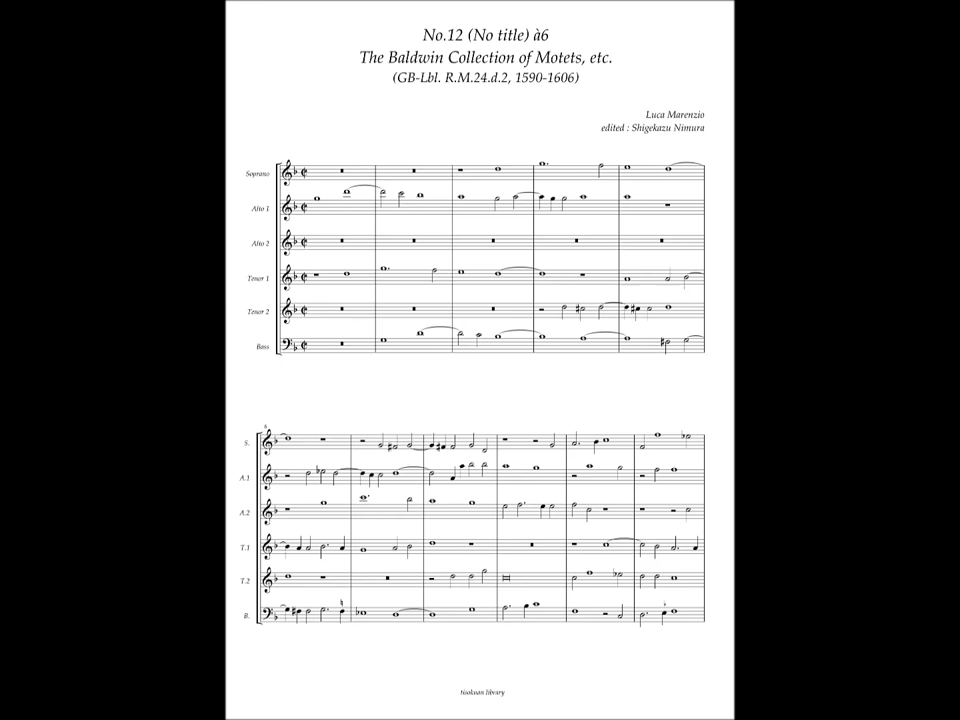 No.12 (No title) à6
The Baldwin Collection of Motets, etc.
(GB-Lbl. R.M.24.d.2, 1590-1606)
Luca Marenzio
edited : Shigekazu Nimura
Soprano
Alto 1
Alto 2
Tenor 1
Tenor 2
Bass
6
S.
A.1
A.2
T.1
T.2
B.